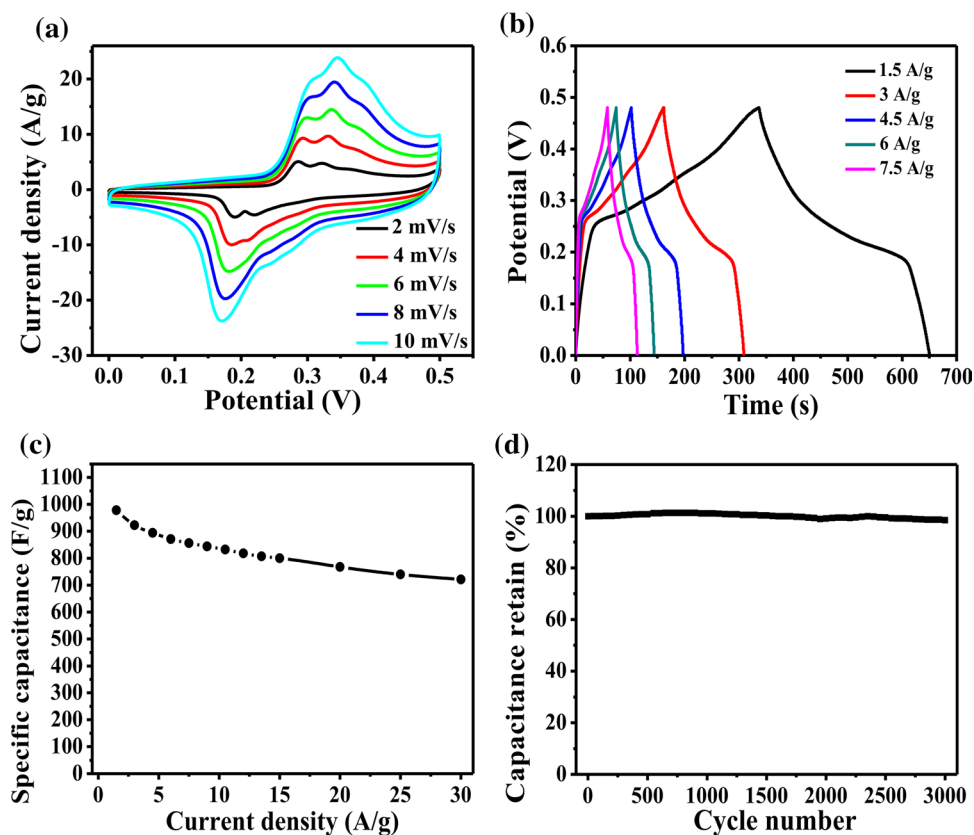 (a)
Current density (A/g)
20
10
0
-10
-20
-30
2 mV/s
4 mV/s
6 mV/s
8 mV/s
10 mV/s
0.0 0.1 0.2 0.3 0.4 0.5
Potential (V)
(b)
Potential (V)
0.6
0.5
0.4
0.3
0.2
0.1
0.0
1.5 A/g
3 A/g
4.5 A/g
6 A/g
7.5 A/g
0 100 200 300 400 500 600 700
Time (s)
(c)
Specific capacitance (F/g)
1100
1000
900
800
700
600
500
400
300
200
100
0
0 5 10 15 20 25 30
Current density (A/g)
(d)
Capacitance retain (%)
120
100
80
60
40
20
0
0 500 1000 1500 2000 2500 3000
Cycle number